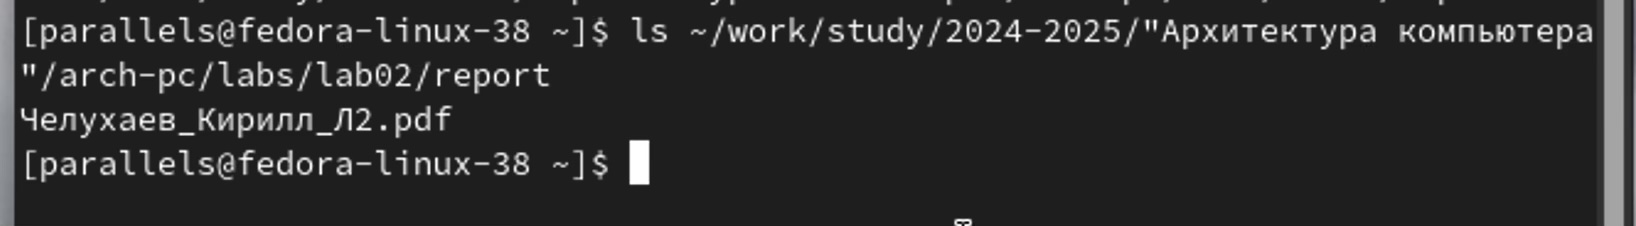 [parallels@fedora-linux-38 ~]$ ls ~/work/study/2024-2025/"Архитектура компьютера
"/arch-pc/labs/lab02/report
Челухаев_Кирилл_Л2.pdf
[parallels@fedora-linux-38 ~]$